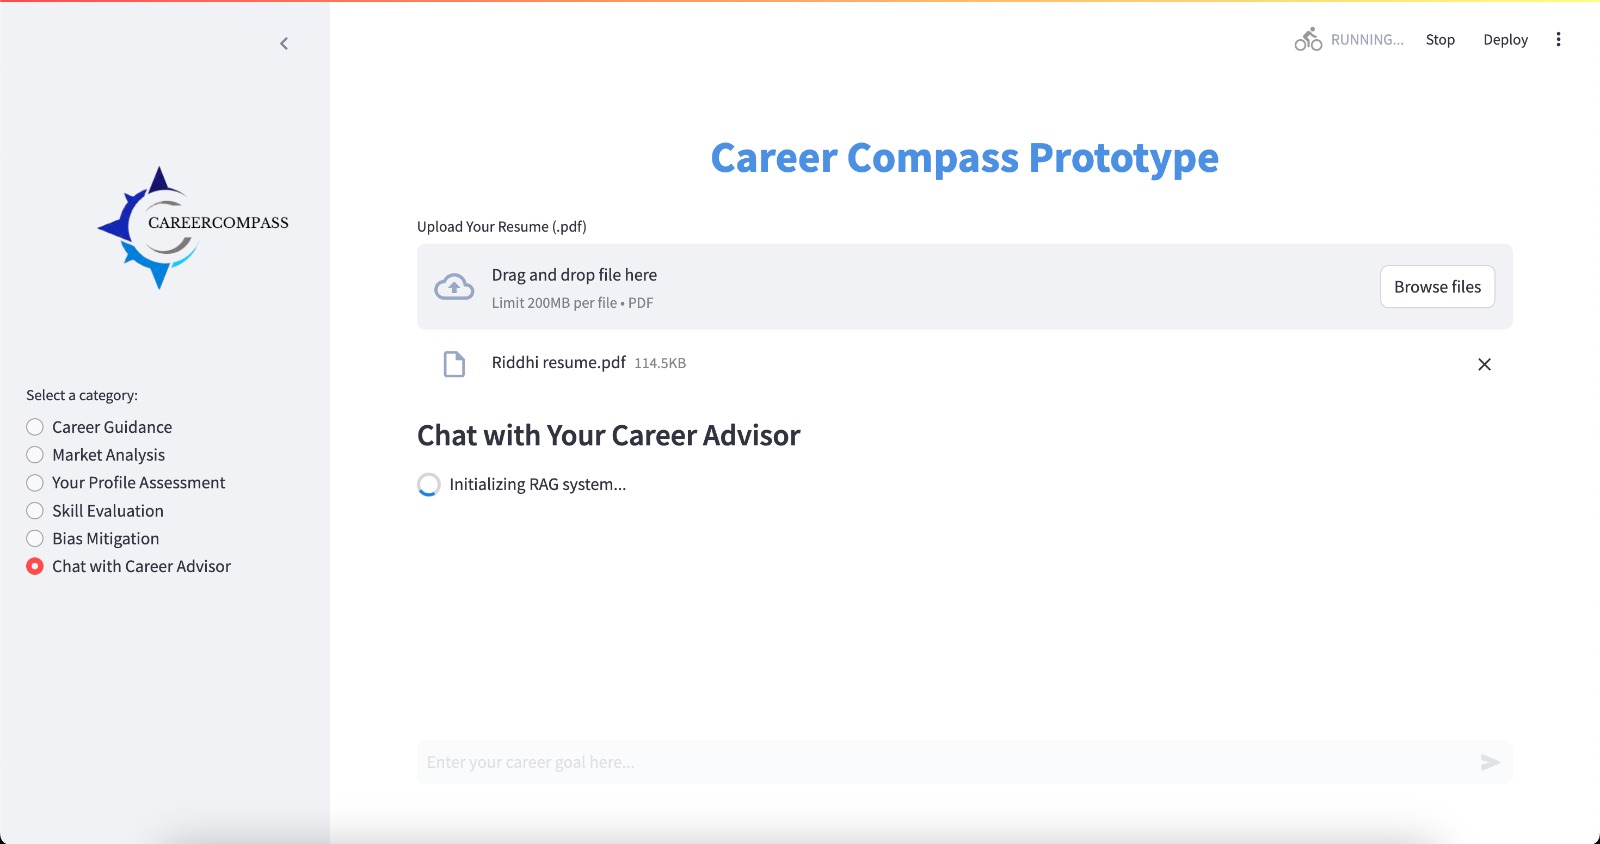 RUNNING...
Stop
Deploy
CAREERCOMPASS
Select a category:
Career Guidance
Market Analysis
Your Profile Assessment
Skill Evaluation
Bias Mitigation
Chat with Career Advisor
Career Compass Prototype
Upload Your Resume (.pdf)
Drag and drop file here
Limit 200MB per file • PDF
Browse files
Riddhi resume.pdf 114.5KB
Chat with Your Career Advisor
Initializing RAG system...
Enter your career goal here...